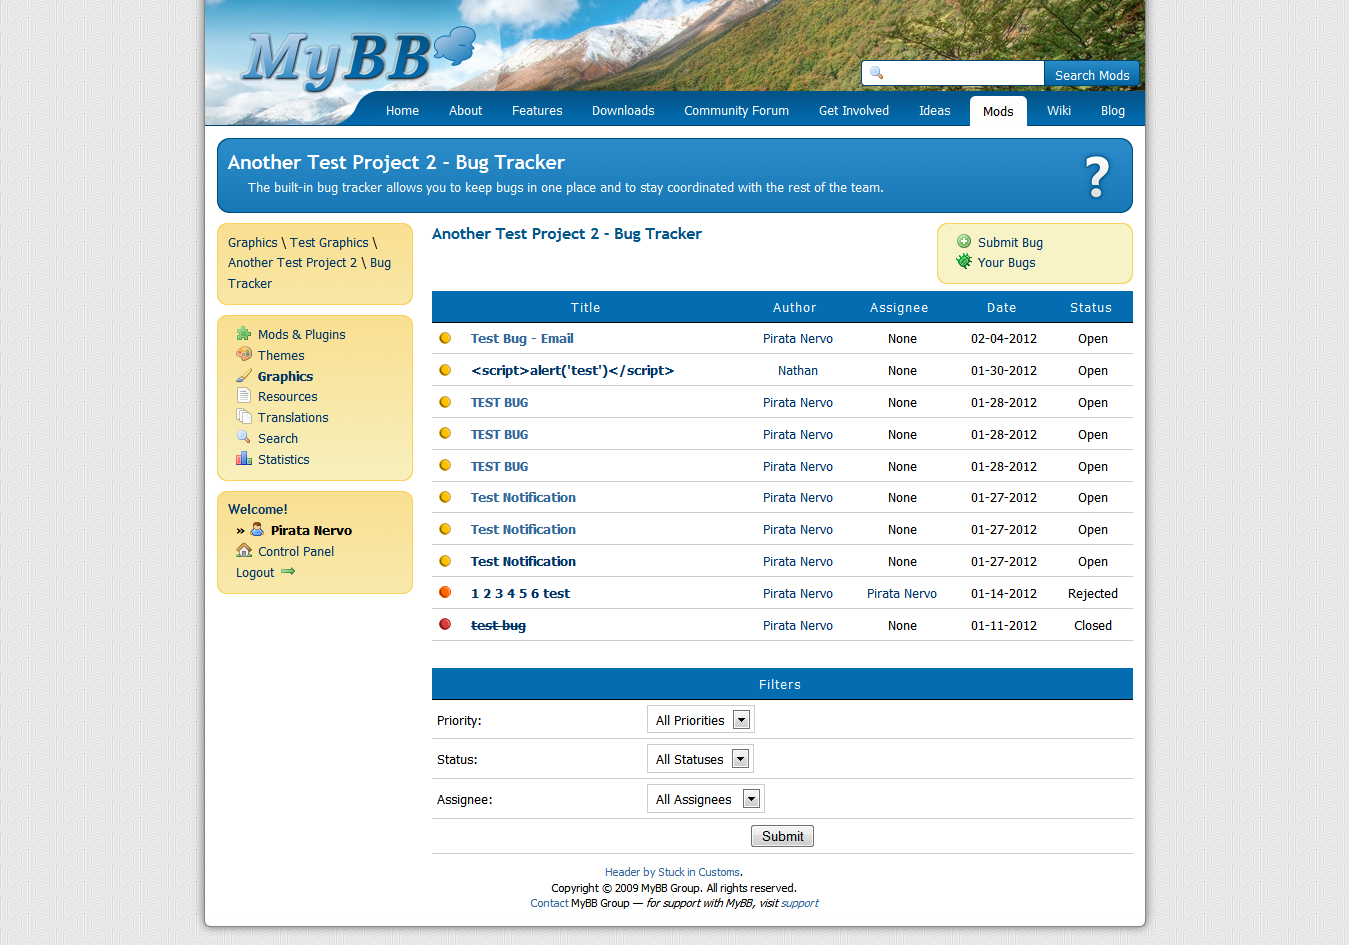 MyBB
Search Mods
Home About Features Downloads Community Forum Get Involved Ideas Mods Wiki Blog
Another Test Project 2 - Bug Tracker
The built-in bug tracker allows you to keep bugs in one place and to stay coordinated with the rest of the team.
?
Graphics \ Test Graphics \
Another Test Project 2 \ Bug
Tracker
Mods & Plugins
Themes
Graphics
Resources
Translations
Search
Statistics
Welcome!
» Pirata Nervo
Control Panel
Logout
Another Test Project 2 - Bug Tracker
Submit Bug
Your Bugs
Title Author Assignee Date Status
Test Bug - Email Pirata Nervo None 02-04-2012 Open
<script>alert('test')</script> Nathan None 01-30-2012 Open
TEST BUG Pirata Nervo None 01-28-2012 Open
TEST BUG Pirata Nervo None 01-28-2012 Open
TEST BUG Pirata Nervo None 01-28-2012 Open
Test Notification Pirata Nervo None 01-27-2012 Open
Test Notification Pirata Nervo None 01-27-2012 Open
Test Notification Pirata Nervo None 01-27-2012 Open
1 2 3 4 5 6 test Pirata Nervo Pirata Nervo 01-14-2012 Rejected
test bug Pirata Nervo None 01-11-2012 Closed
Filters
Priority: All Priorities
Status: All Statuses
Assignee: All Assignees
Submit
Header by Stuck in Customs.
Copyright © 2009 MyBB Group. All rights reserved.
Contact MyBB Group — for support with MyBB, visit support